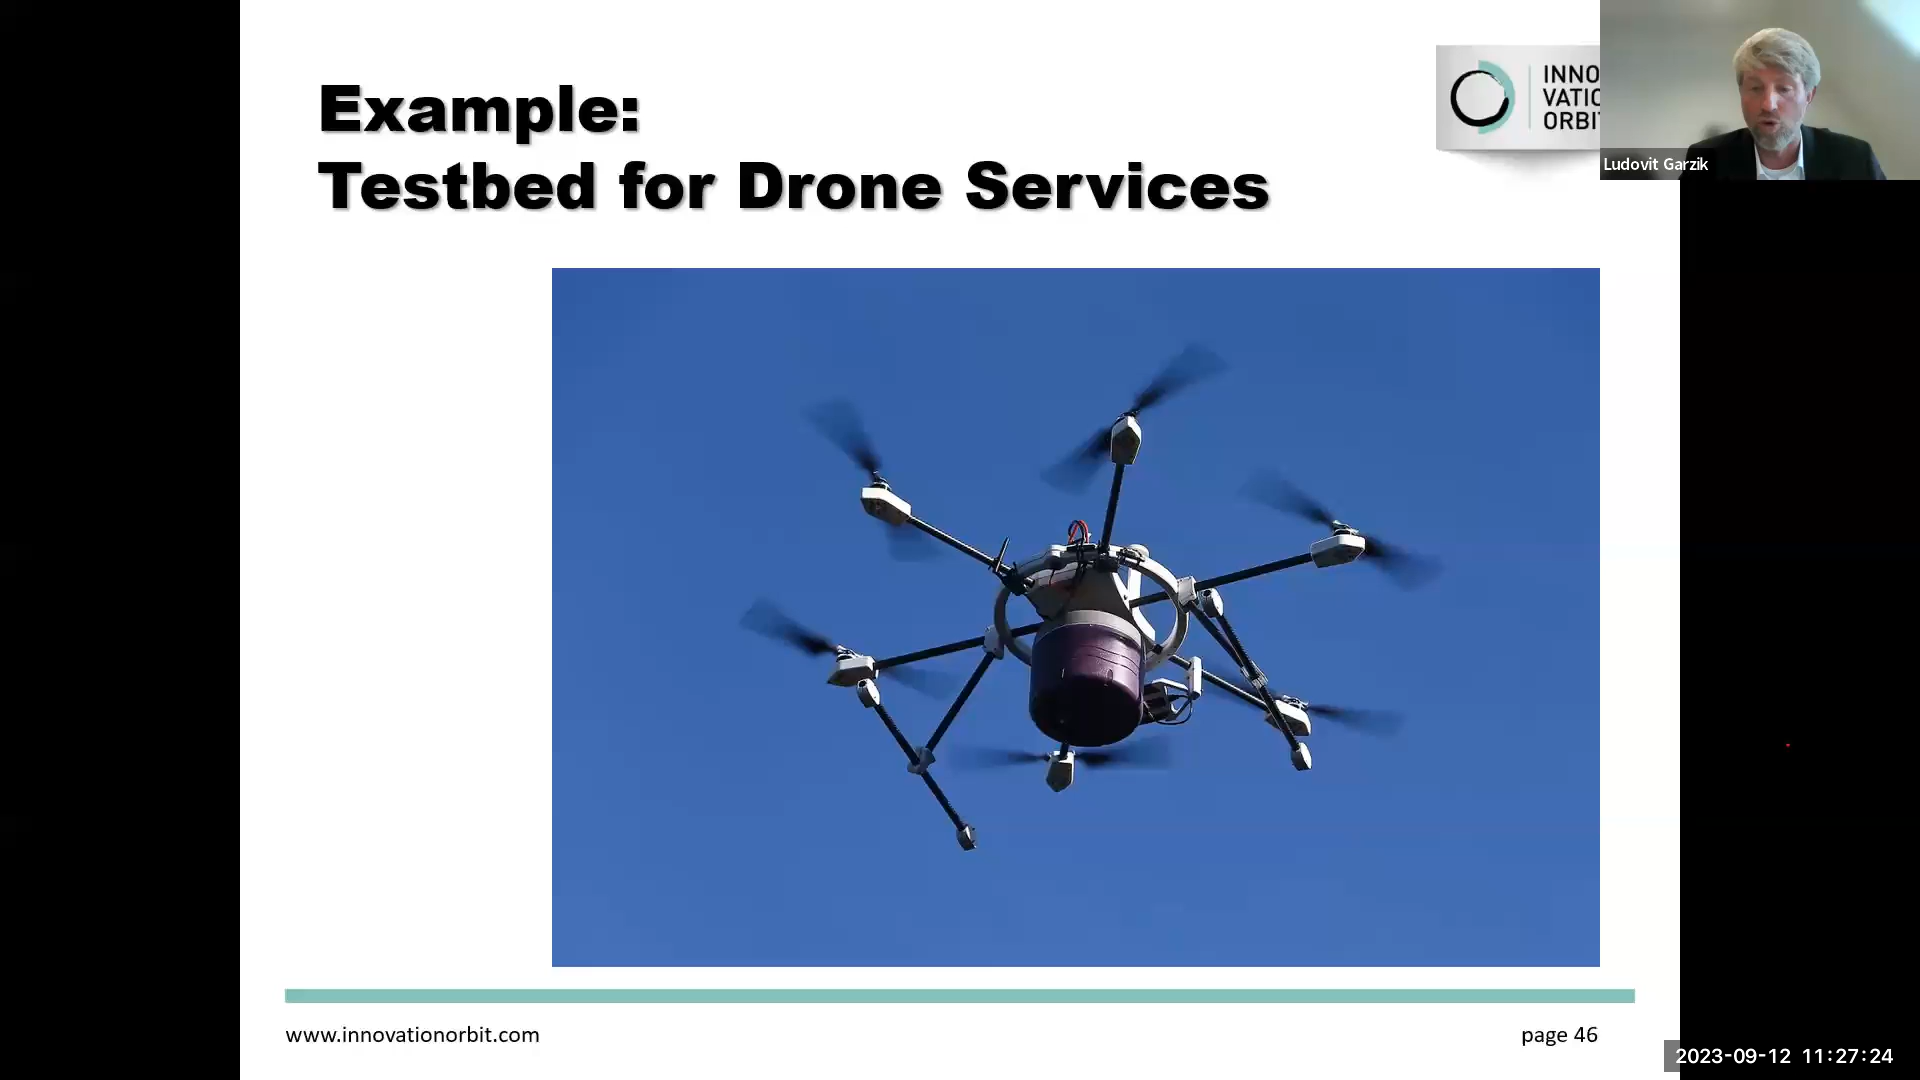 Example:
Testbed for Drone Services
INNO
VATIO
ORBIT
Ludovit Garzik
www.innovationorbit.com
page 46
2023-09-12 11:27:24